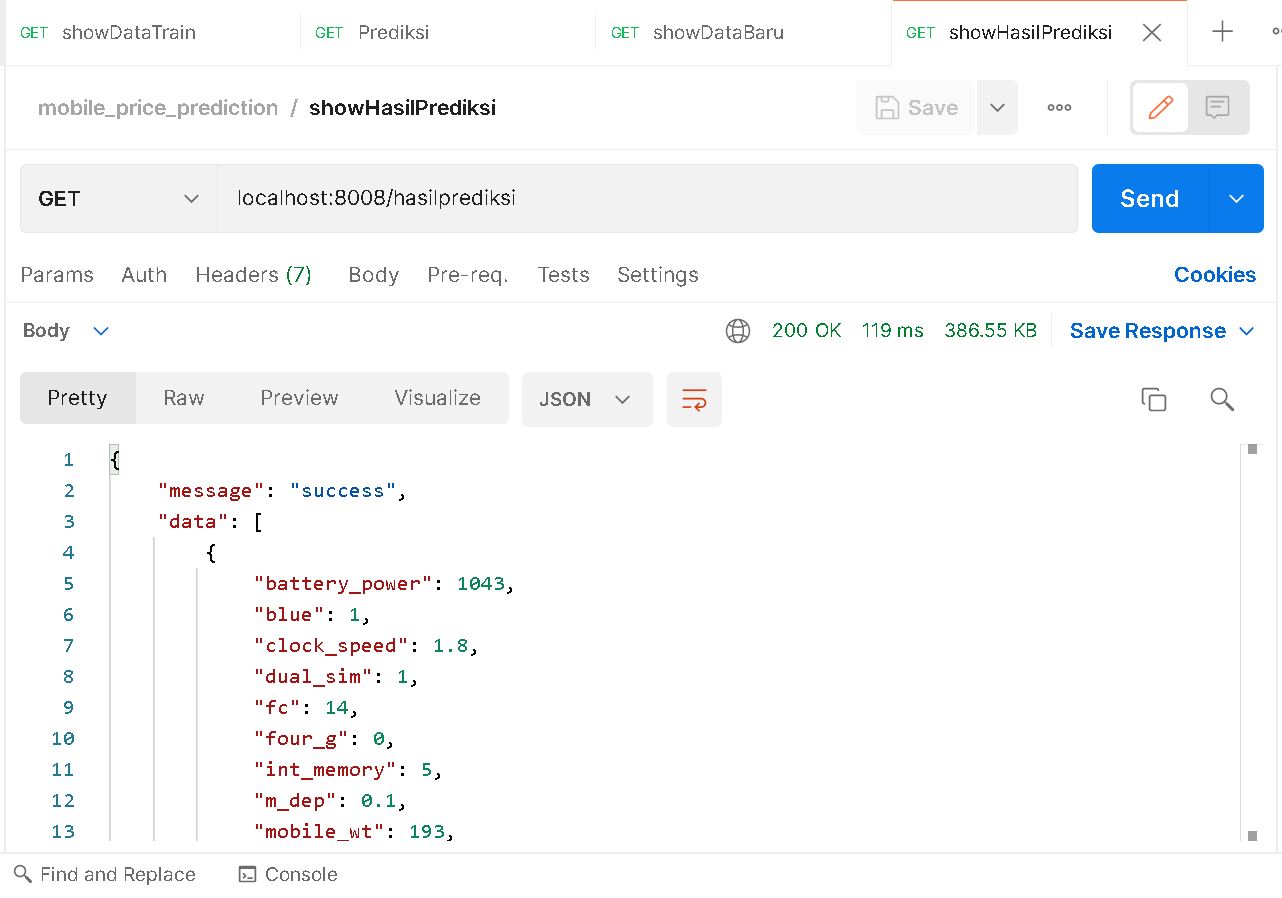 GET showDataTrain GET Prediksi GET showDataBaru GET showHasilPrediksi
mobile_price_prediction / showHasilPrediksi Save
GET localhost:8008/hasilprediksi Send
Params Auth Headers (7) Body Pre-req. Tests Settings Cookies
Body 200 OK 119 ms 386.55 KB Save Response
Pretty Raw Preview Visualize JSON
1 {
2 "message": "success",
3 "data": [
4 {
5 "battery_power": 1043,
6 "blue": 1,
7 "clock_speed": 1.8,
8 "dual_sim": 1,
9 "fc": 14,
10 "four_g": 0,
11 "int_memory": 5,
12 "m_dep": 0.1,
13 "mobile_wt": 193,
Find and Replace Console